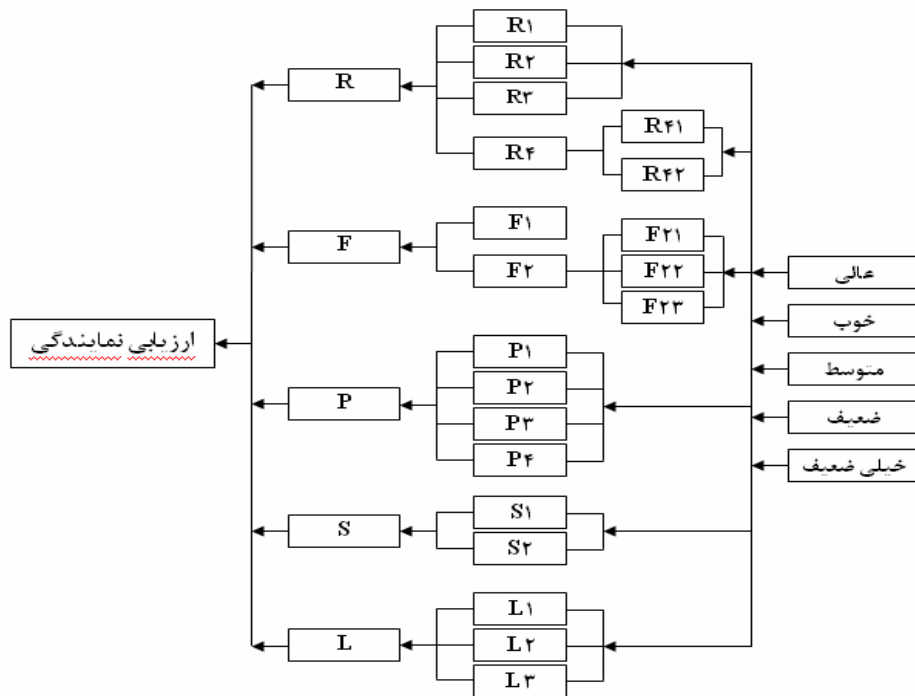 ارزیابی نمایندگی
R
R۱
R۲
R۳
R۴
R۴۱
R۴۲
F
F۱
F۲
F۲۱
F۲۲
F۲۳
P
P۱
P۲
P۳
P۴
S
S۱
S۲
L
L۱
L۲
L۳
عالی
خوب
متوسط
ضعیف
خیلی ضعیف